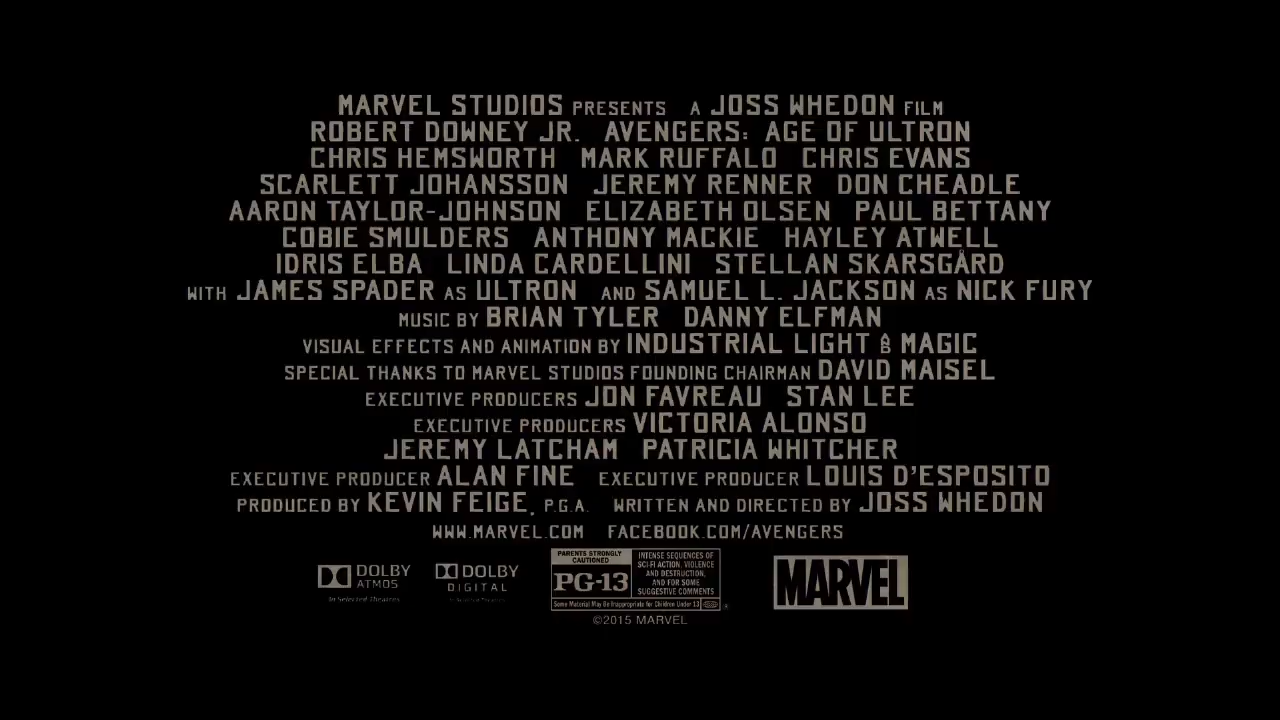 MARVEL STUDIOS PRESENTS A JOSS WHEDON FILM
ROBERT DOWNEY JR. AVENGERS: AGE OF ULTRON
CHRIS HEMSWORTH MARK RUFFALO CHRIS EVANS
SCARLETT JOHANSSON JEREMY RENNER DON CHEADLE
AARON TAYLOR-JOHNSON ELIZABETH OLSEN PAUL BETTANY
COBIE SMULDERS ANTHONY MACKIE HAYLEY ATWELL
IDRIS ELBA LINDA CARDELLINI STELLAN SKARSGÅRD
WITH JAMES SPADER AS ULTRON AND SAMUEL L. JACKSON AS NICK FURY
MUSIC BY BRIAN TYLER DANNY ELFMAN
VISUAL EFFECTS AND ANIMATION BY INDUSTRIAL LIGHT AND MAGIC
SPECIAL THANKS TO MARVEL STUDIOS FOUNDING CHAIRMAN DAVID MAISEL
EXECUTIVE PRODUCERS JON FAVREAU STAN LEE
EXECUTIVE PRODUCERS VICTORIA ALONSO
JEREMY LATCHAM PATRICIA WHITCHER
EXECUTIVE PRODUCER ALAN FINE EXECUTIVE PRODUCER LOUIS D'ESPOSITO
PRODUCED BY KEVIN FEIGE, P.G.A. WRITTEN AND DIRECTED BY JOSS WHEDON
WWW.MARVEL.COM FACEBOOK.COM/AVENGERS
DOLBY
ATMOS
In Selected Theatres
DOLBY
DIGITAL
PARENTS STRONGLY
CAUTIONED
PG-13
INTENSE SEQUENCES OF
SCI-FI ACTION, VIOLENCE
AND DESTRUCTION,
AND FOR SOME
SUGGESTIVE COMMENTS
Some Material May Be Inappropriate for Children Under 13
MARVEL
©2015 MARVEL